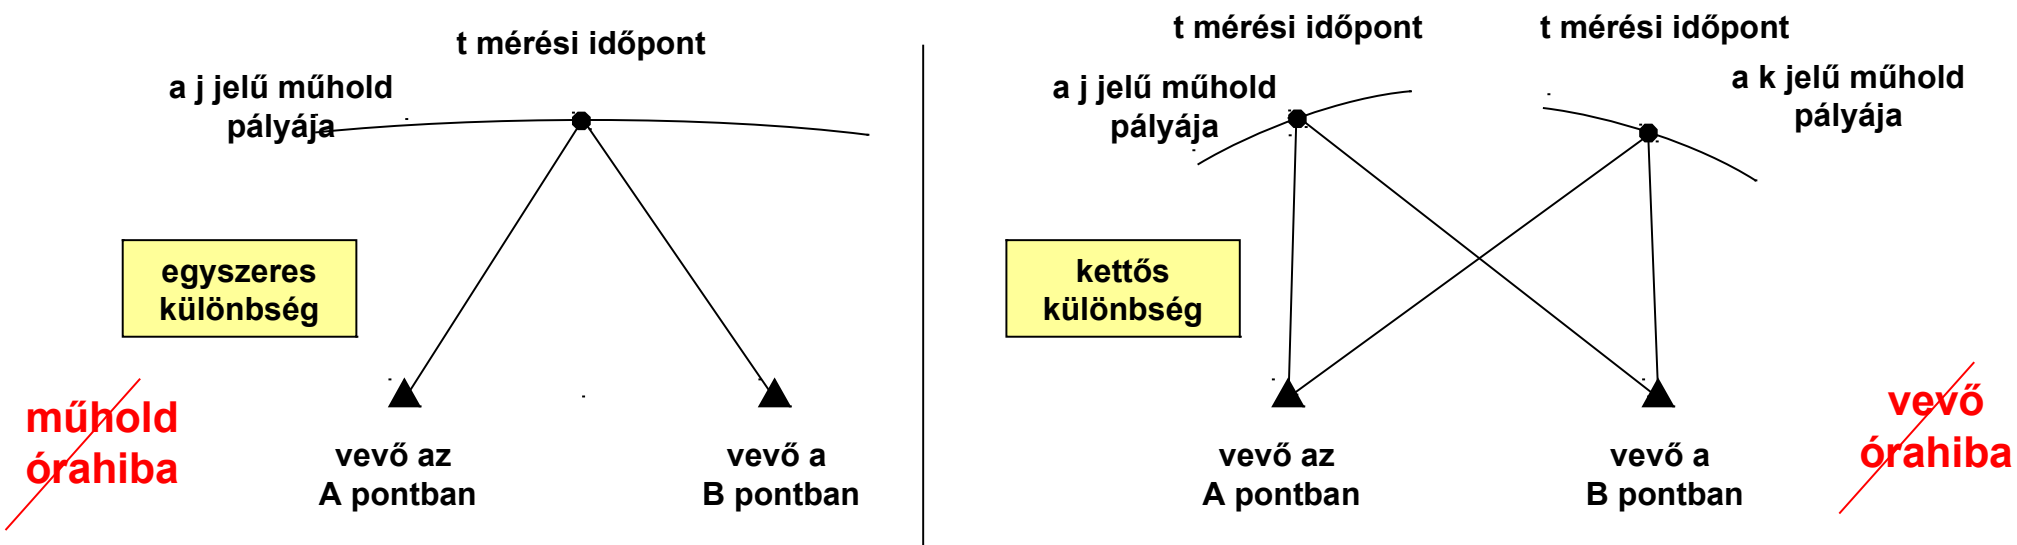 t mérési időpont
a j jelű műhold
pályája
egyszeres
különbség
műhold
órahiba
vevő az
A pontban
vevő a
B pontban
t mérési időpont
t mérési időpont
a j jelű műhold
pályája
a k jelű műhold
pályája
kettős
különbség
vevő az
A pontban
vevő a
B pontban
vevő
órahiba